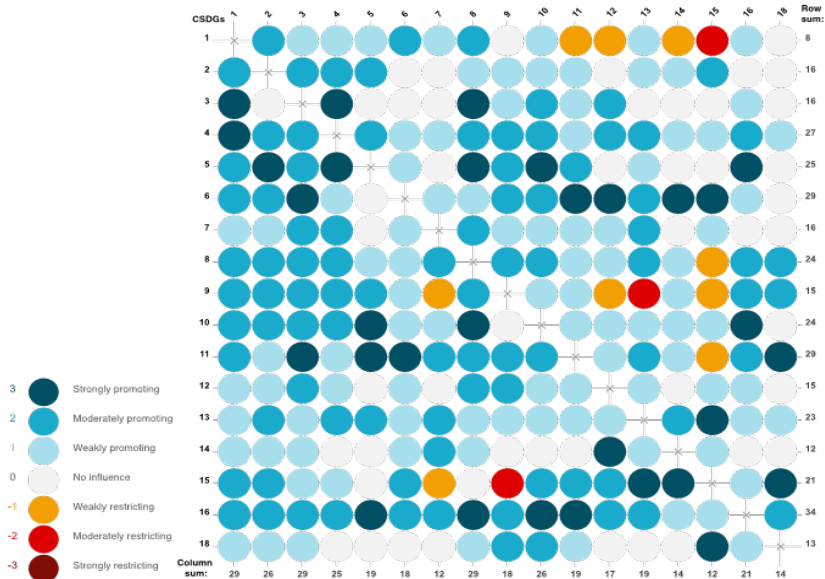 CSDGs 1 2 3 4 5 6 7 8 9 10 11 12 13 14 15 16 18 Row sum:
1 8
2 16
3 16
4 27
5 25
6 29
7 16
8 24
9 15
10 24
11 29
12 15
13 23
14 12
15 21
16 34
18 13
Column sum: 29 26 29 29 19 18 12 29 18 26 19 17 19 14 12 21 14
3 Strongly promoting
2 Moderately promoting
1 Weakly promoting
0 No influence
-1 Weakly restricting
-2 Moderately restricting
-3 Strongly restricting